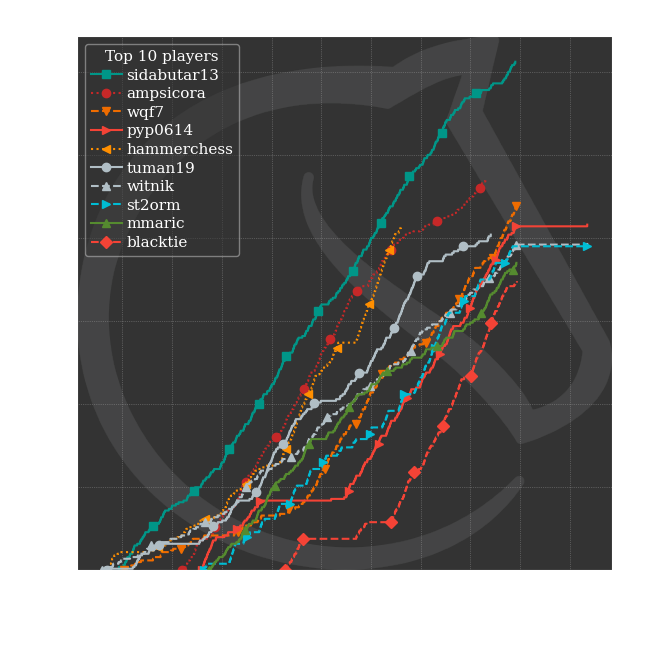 Top 10 players
sidabutar13
ampsicora
wqf7
pyp0614
hammerchess
tuman19
witnik
st2orm
mmaric
blacktie